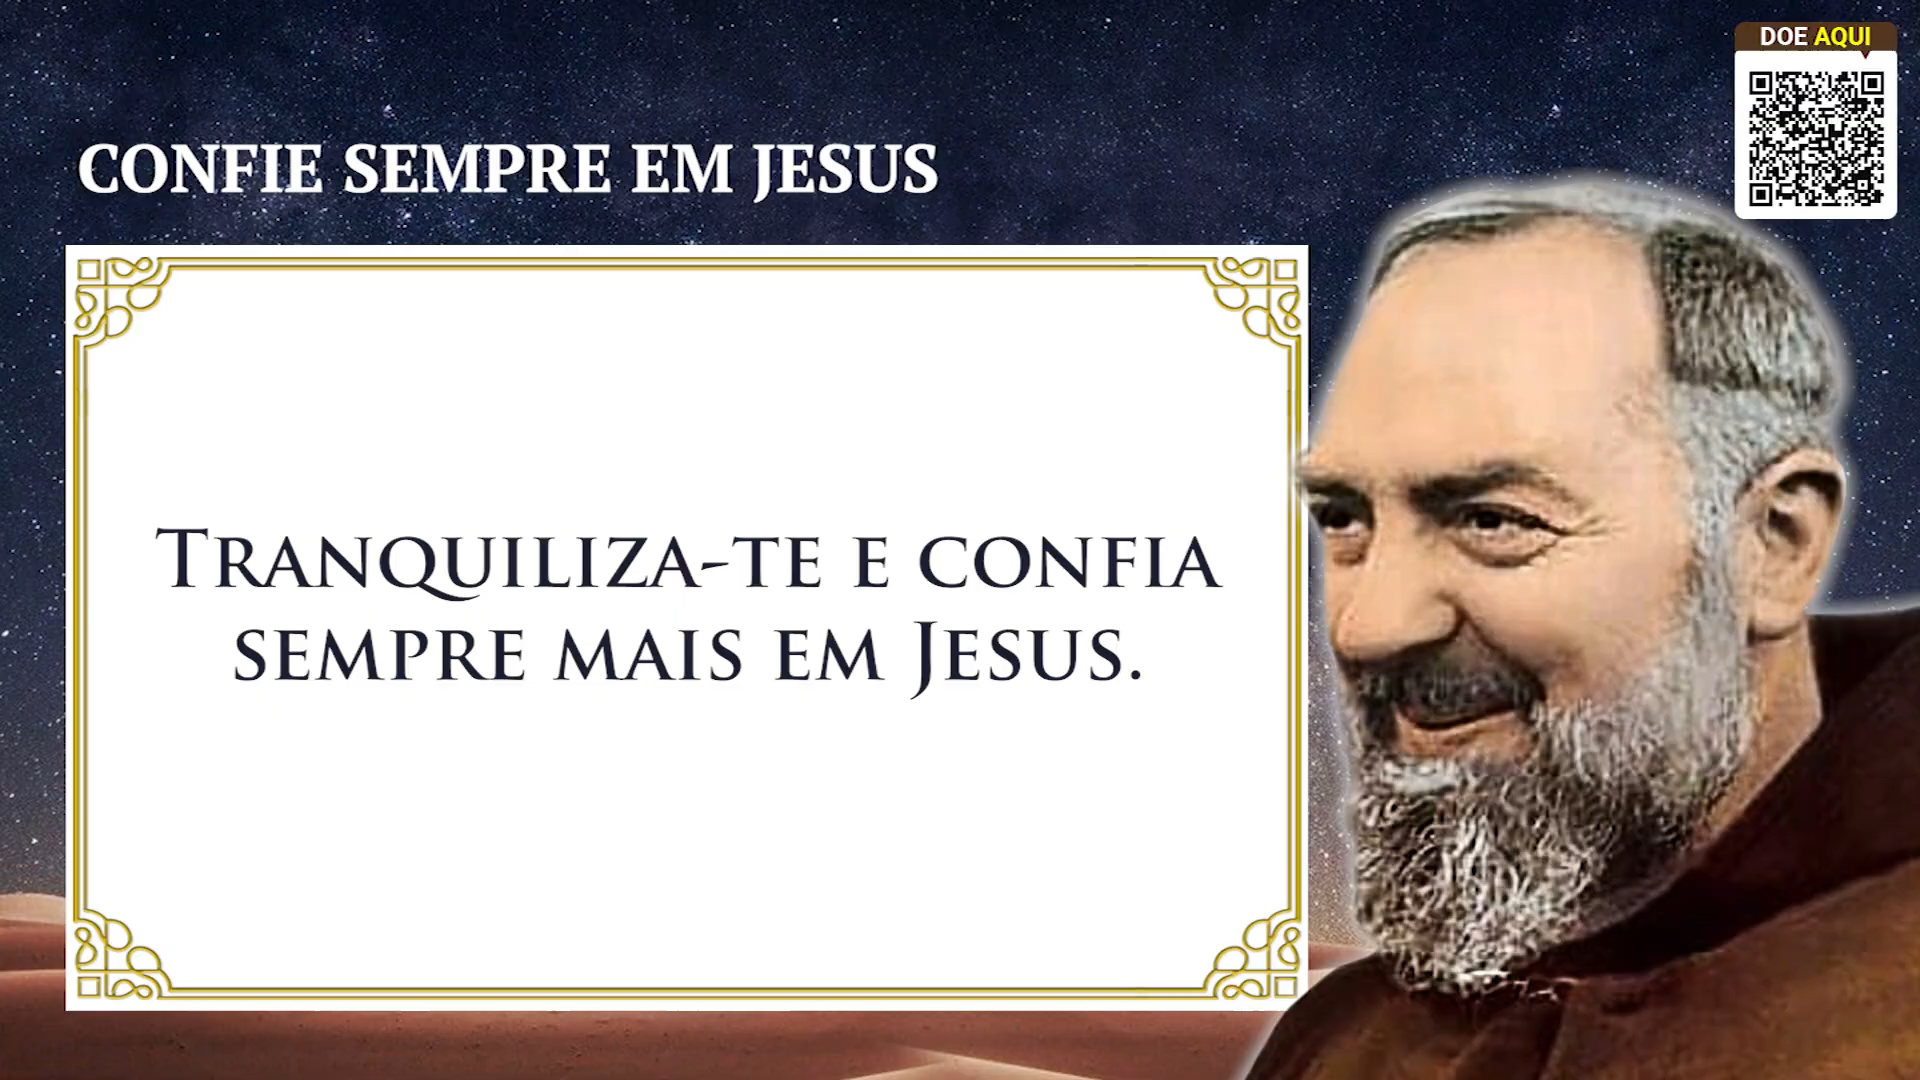 DOE AQUI
CONFIE SEMPRE EM JESUS
Tranquiliza-te e confia
sempre mais em Jesus.